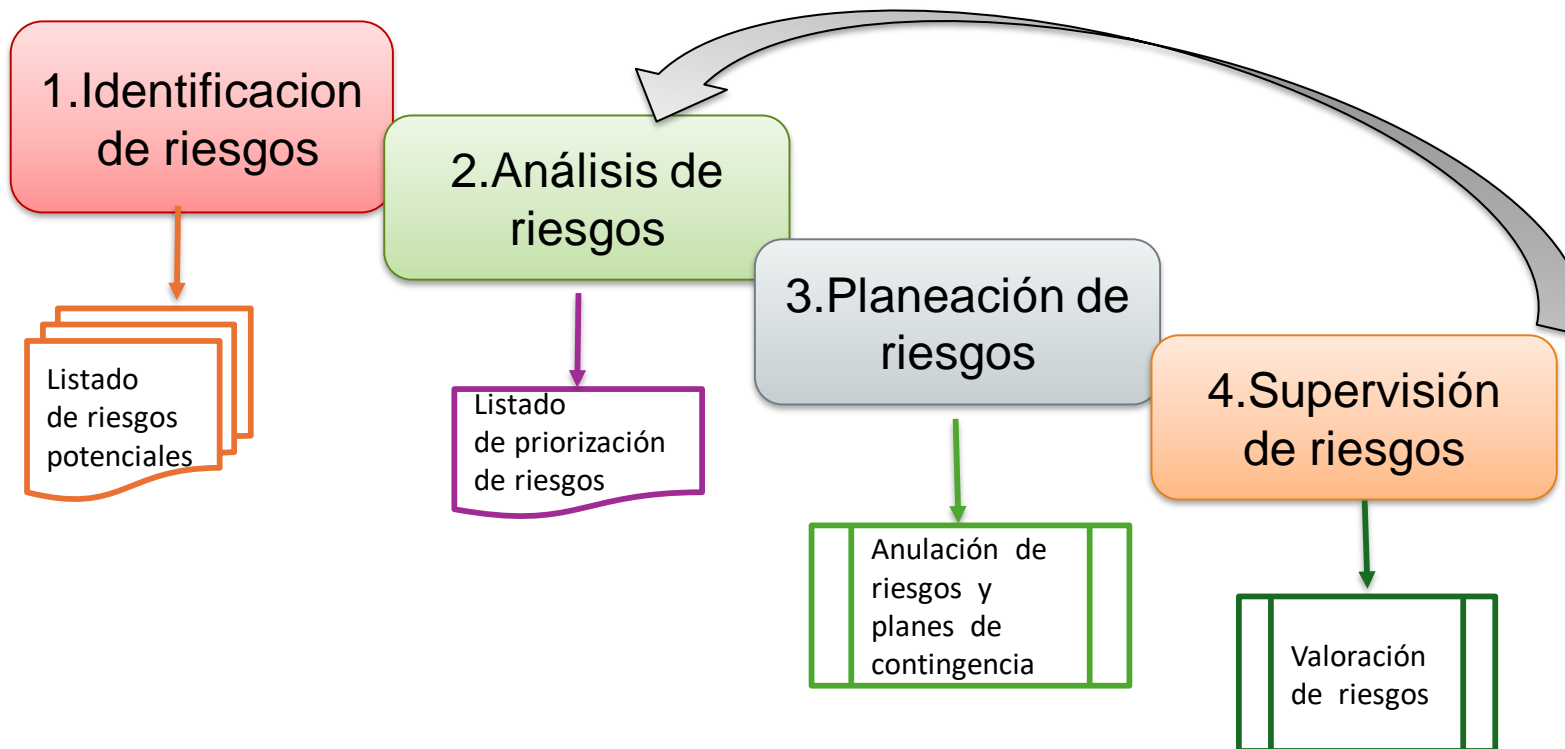 1.Identificacion
de riesgos
2.Análisis de
riesgos
3.Planeación de
riesgos
4.Supervisión
de riesgos
Listado
de riesgos
potenciales
Listado
de priorización
de riesgos
Anulación de
riesgos y
planes de
contingencia
Valoración
de riesgos